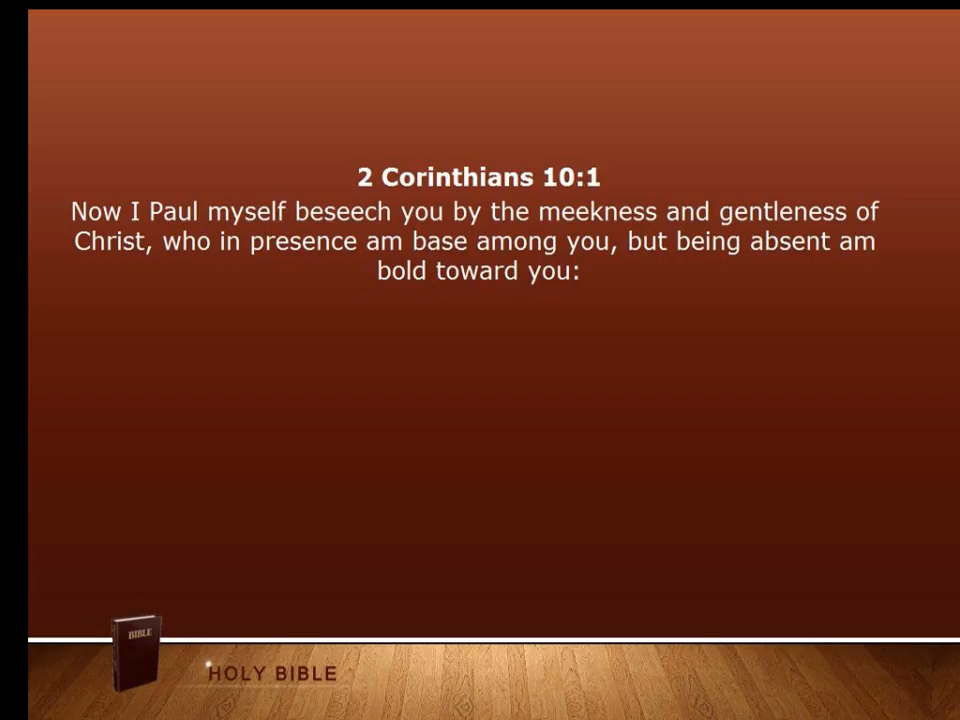 2 Corinthians 10:1
Now I Paul myself beseech you by the meekness and gentleness of
Christ, who in presence am base among you, but being absent am
bold toward you:
BIBLE
HOLY BIBLE